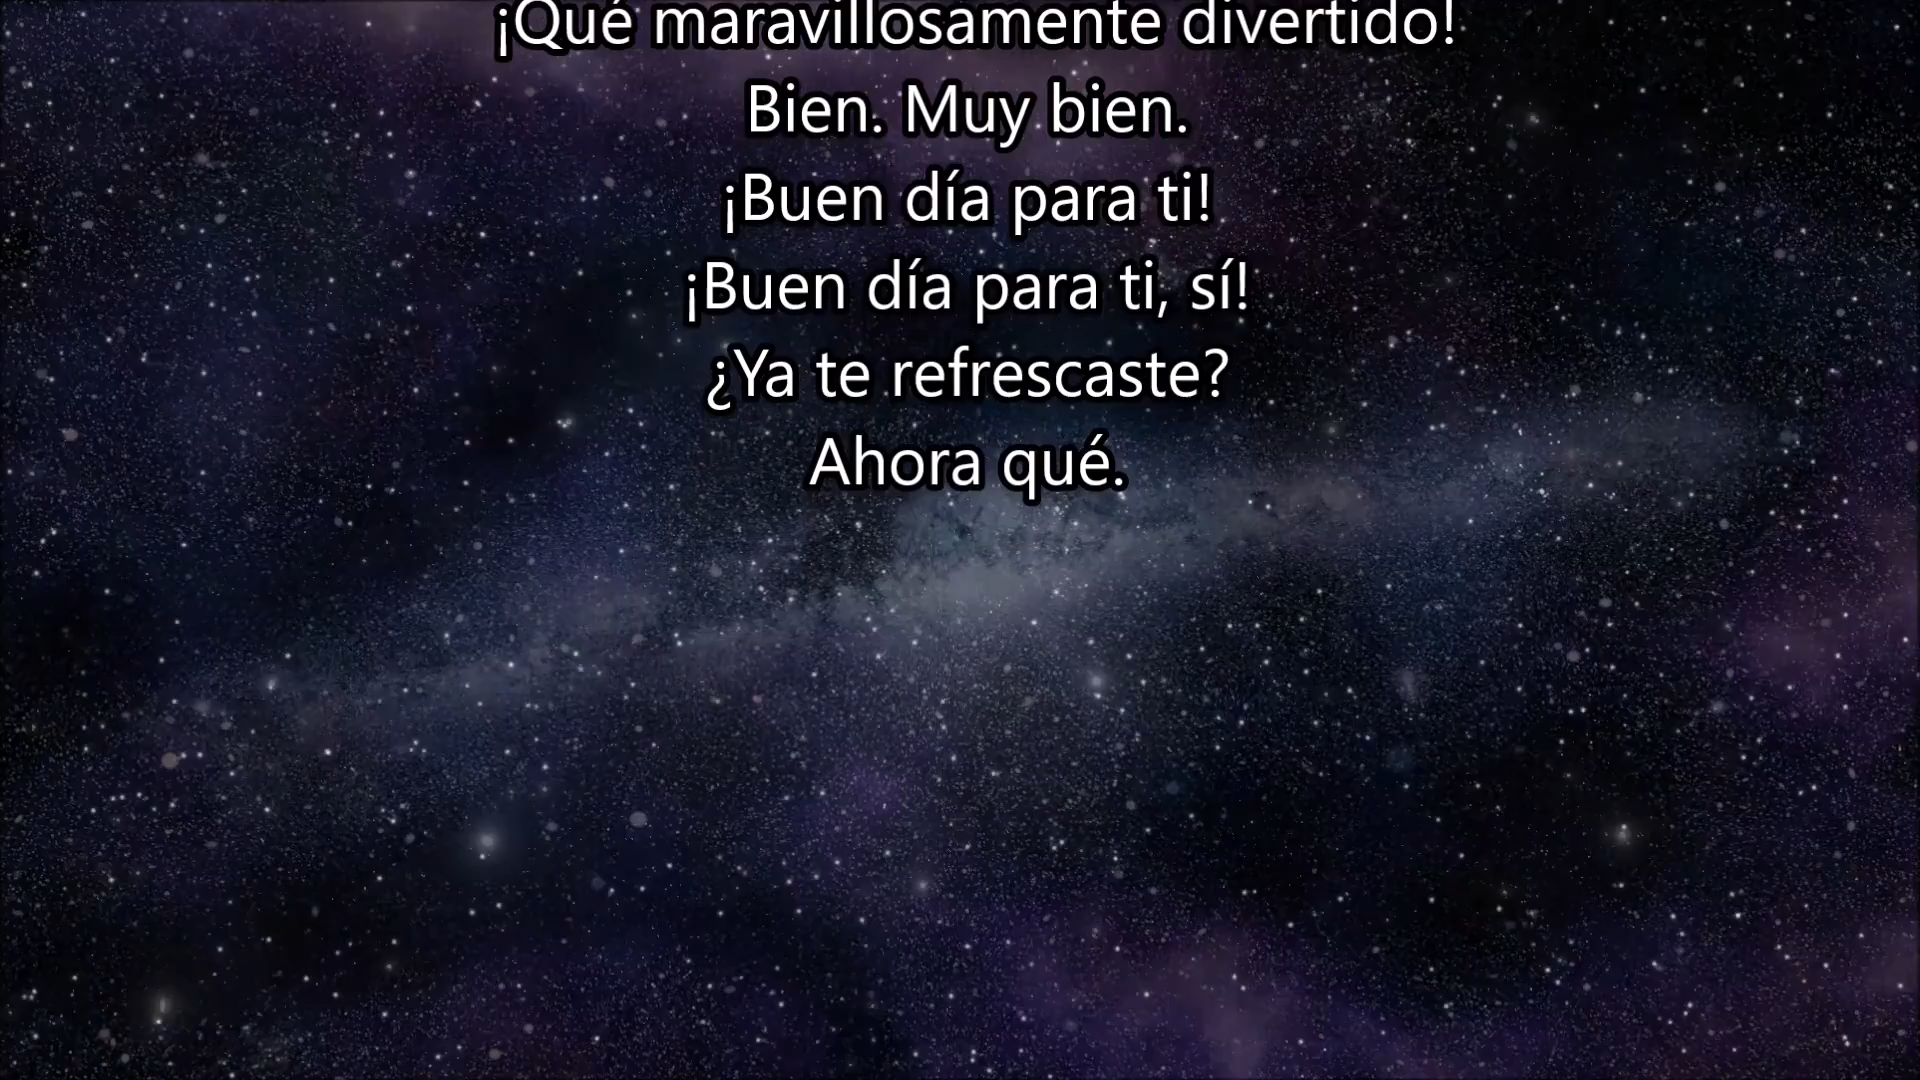 ¡Qué maravillosamente divertido!
Bien. Muy bien.
¡Buen día para ti!
¡Buen día para ti, sí!
¿Ya te refrescaste?
Ahora qué.